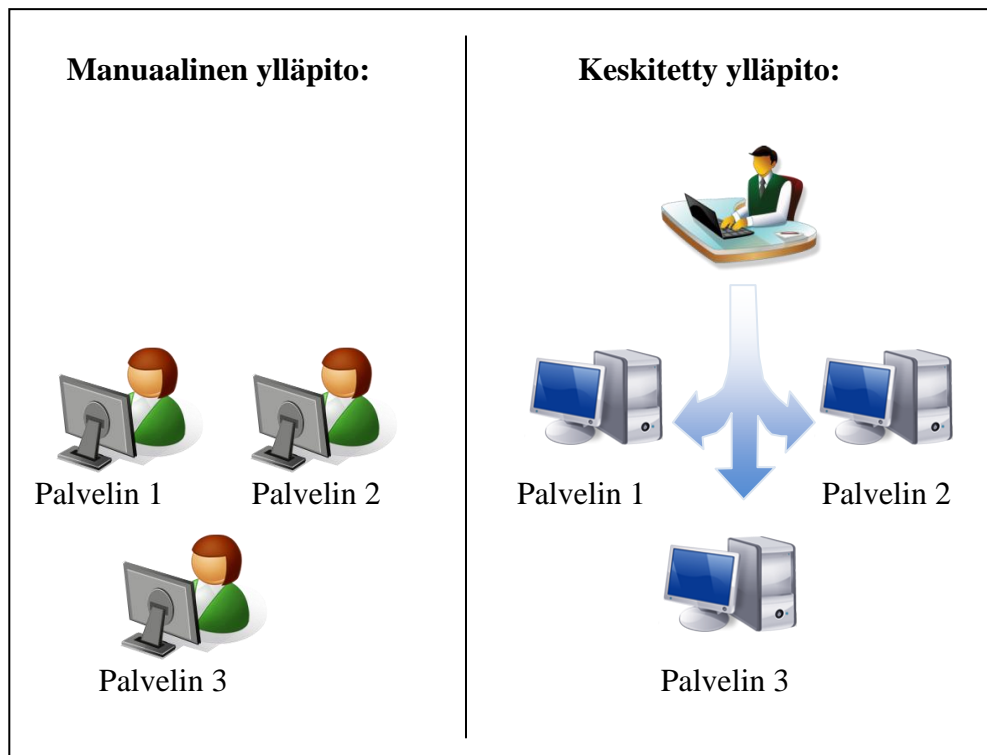 Manuaalinen ylläpito:
Palvelin 1
Palvelin 2
Palvelin 3
Keskitetty ylläpito:
Palvelin 1
Palvelin 2
Palvelin 3